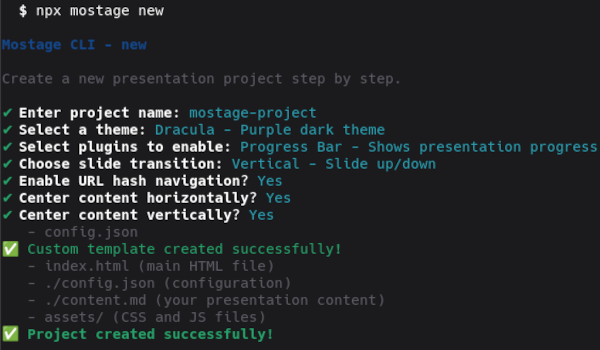 $ npx mostage new
Mostage CLI - new
Create a new presentation project step by step.
✔ Enter project name: mostage-project
✔ Select a theme: Dracula - Purple dark theme
✔ Select plugins to enable: Progress Bar - Shows presentation progress
✔ Choose slide transition: Vertical - Slide up/down
✔ Enable URL hash navigation? Yes
✔ Center content horizontally? Yes
✔ Center content vertically? Yes
- config.json
✅ Custom template created successfully!
- index.html (main HTML file)
- ./config.json (configuration)
- ./content.md (your presentation content)
- assets/ (CSS and JS files)
✅ Project created successfully!